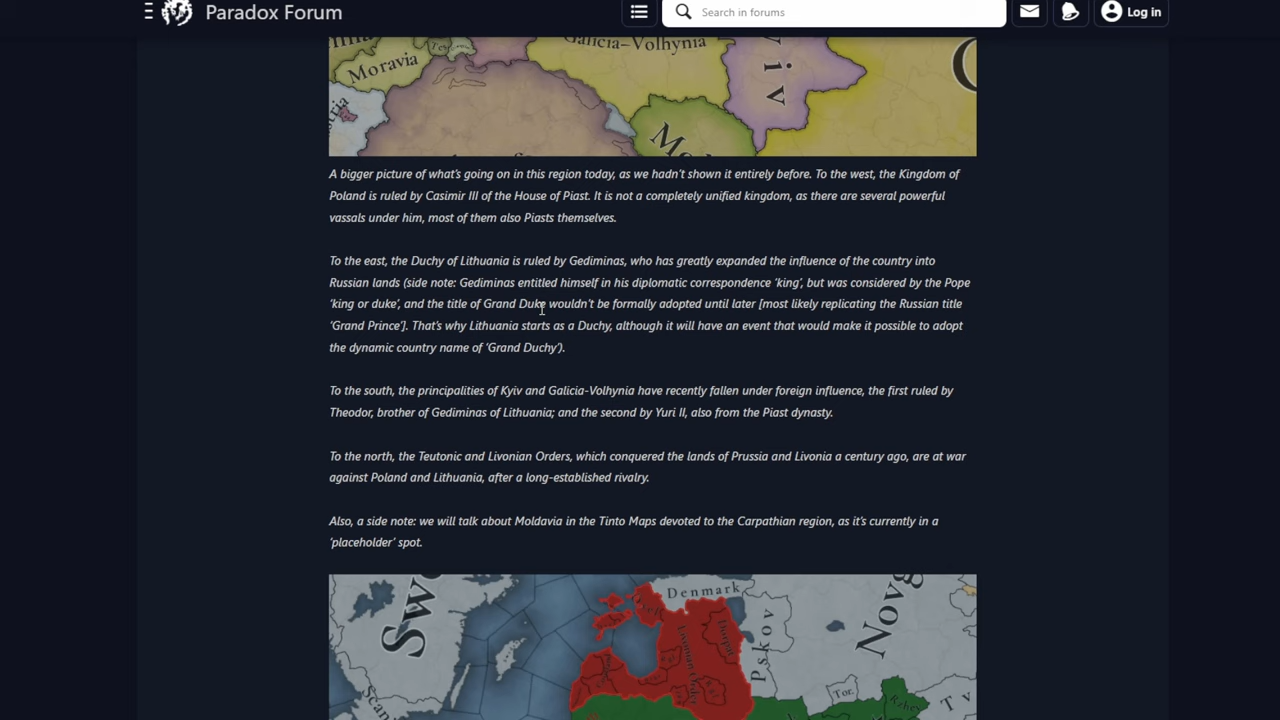 Paradox Forum
Search in forums
Log in
Galicia-Volhynia
Moravia
iv
A bigger picture of what's going on in this region today, as we hadn't shown it entirely before. To the west, the Kingdom of
Poland is ruled by Casimir III of the House of Piast. It is not a completely unified kingdom, as there are several powerful
vassals under him, most of them also Piasts themselves.
To the east, the Duchy of Lithuania is ruled by Gediminas, who has greatly expanded the influence of the country into
Russian lands (side note: Gediminas entitled himself in his diplomatic correspondence 'king', but was considered by the Pope
'king or duke', and the title of Grand Duke wouldn't be formally adopted until later [most likely replicating the Russian title
'Grand Prince']. That's why Lithuania starts as a Duchy, although it will have an event that would make it possible to adopt
the dynamic country name of 'Grand Duchy').
To the south, the principalities of Kyiv and Galicia-Volhynia have recently fallen under foreign influence, the first ruled by
Theodor, brother of Gediminas of Lithuania; and the second by Yuri II, also from the Piast dynasty.
To the north, the Teutonic and Livonian Orders, which conquered the lands of Prussia and Livonia a century ago, are at war
against Poland and Lithuania, after a long-established rivalry.
Also, a side note: we will talk about Moldavia in the Tinto Maps devoted to the Carpathian region, as it's currently in a
'placeholder' spot.
Denmark
Swe
Novg
Pskov
Dorpat
Livonian Order
Tor.
Rzhev
Tv
Scan